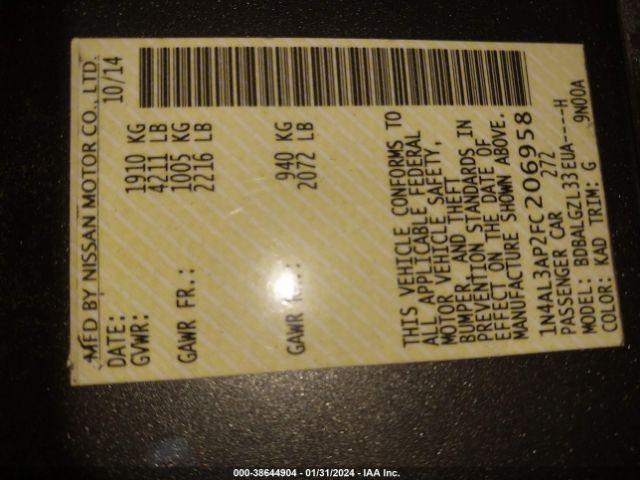 MFD BY NISSAN MOTOR CO., LTD.
DATE: 10/14
GVWR: 1910 KG
4211 LB
GAWR FR.: 1005 KG
2216 LB
GAWR R.: 940 KG
2072 LB
THIS VEHICLE CONFORMS TO
ALL APPLICABLE FEDERAL
MOTOR VEHICLE SAFETY,
BUMPER, AND THEFT
PREVENTION STANDARDS IN
EFFECT ON THE DATE OF
MANUFACTURE SHOWN ABOVE.
1N4AL3AP2FC206958
PASSENGER CAR 272
MODEL: BDBALGZL33EUA----H
COLOR: KAD TRIM: G 9N00A
000-38644904 - 01/31/2024 - IAA Inc.